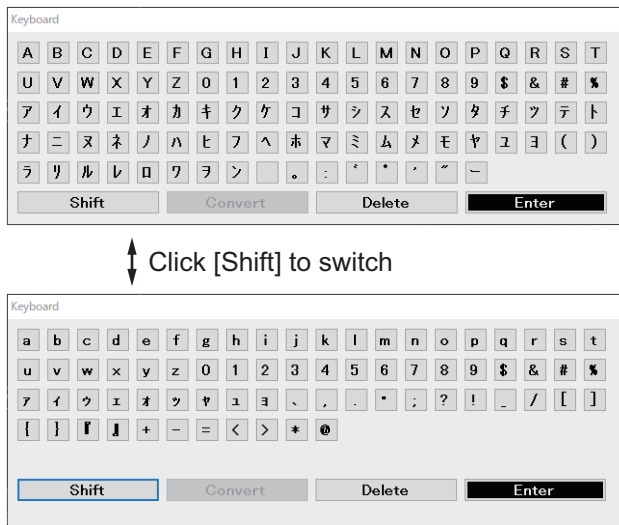 Keyboard
A B C D E F G H I J K L M N O P Q R S T
U V W X Y Z 0 1 2 3 4 5 6 7 8 9 $ & # %
ア イ ウ エ オ カ キ ク ケ コ サ シ ス セ ソ タ チ ツ テ ト
ナ ニ ヌ ネ ノ ハ ヒ フ ヘ ホ マ ミ ム メ モ ヤ ユ ヨ ( )
ラ リ ル レ ロ ワ ヲ ン 。 : ゛ ・ ' ″ ー
Shift Convert Delete Enter
Click [Shift] to switch
Keyboard
a b c d e f g h i j k l m n o p q r s t
u v w x y z 0 1 2 3 4 5 6 7 8 9 $ & # %
ァ ィ ゥ ェ ォ ッ ャ ュ ョ 、 , . ; ? ! _ / [ ]
{ } 『 』 + - = < > * @
Shift Convert Delete Enter